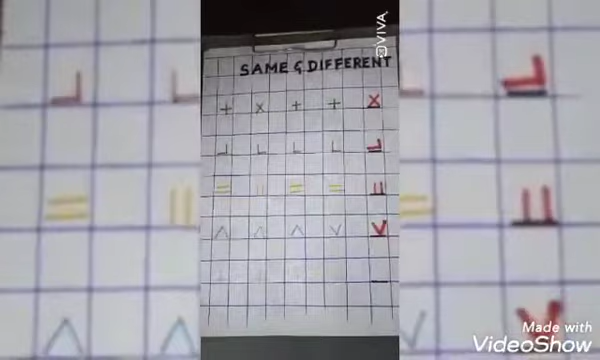 VIVA
SAME & DIFFERENT
+ x + + x
┘ L L L ┘
= || = = ||
∧ ∧ ∧ ∨ ∨
Made with
VideoShow